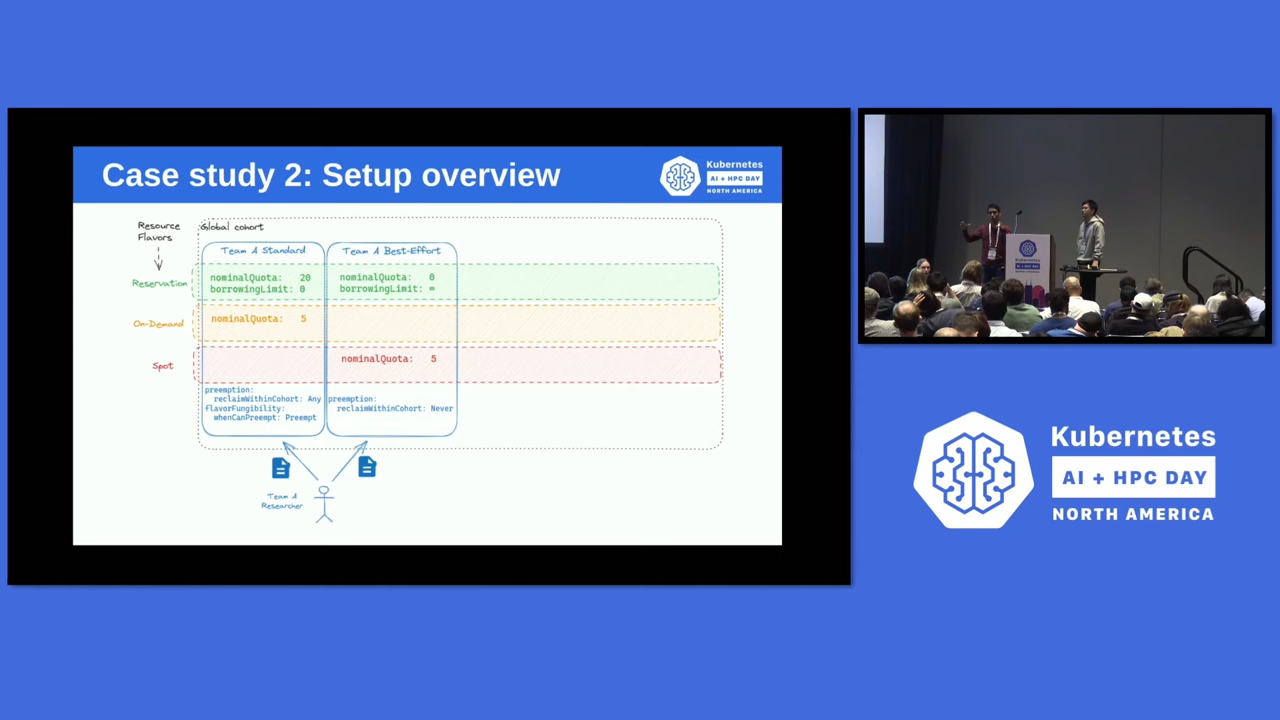 Case study 2: Setup overview
Kubernetes
AI + HPC DAY
NORTH AMERICA
Resource
Flavors
Global cohort
Team A Standard
Team A Best-Effort
Reservation
nominalQuota: 20
borrowingLimit: 0
nominalQuota: 0
borrowingLimit: ∞
On-Demand
nominalQuota: 5
Spot
nominalQuota: 5
preemption:
reclaimWithinCohort: Any
flavorFungibility:
whenCanPreempt: Preempt
preemption:
reclaimWithinCohort: Never
Team A
Researcher
Kubernetes
AI + HPC DAY
NORTH AMERICA